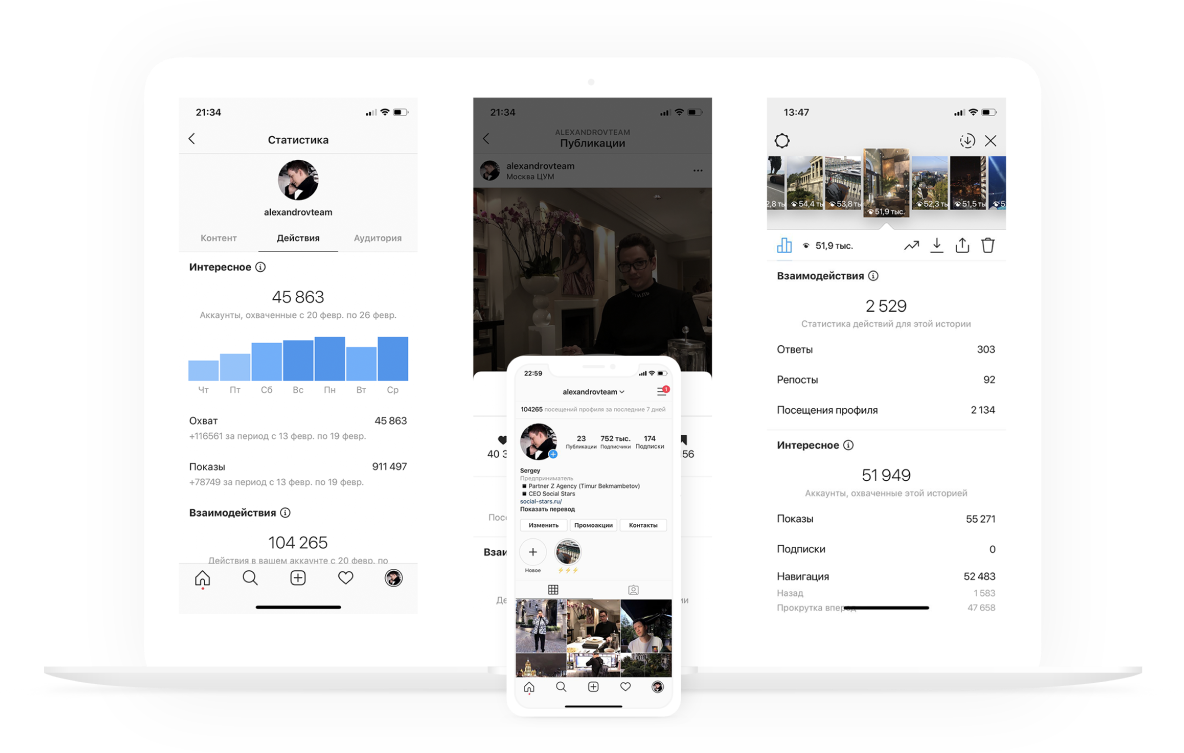 21:34
Статистика
alexandrovteam
Контент Действия Аудитория
Интересное
45 863
Аккаунты, охваченные с 20 февр. по 26 февр.
Чт Пт Сб Вс Пн Вт Ср
Охват 45 863
+116561 за период с 13 февр. по 19 февр.
Показы 911 497
+78749 за период с 13 февр. по 19 февр.
Взаимодействия
104 265
Действия в вашем аккаунте с 20 февр. по
21:34
ALEXANDROVTEAM
Публикации
alexandrovteam
Москва ЦУМ
40 3
56
Пос
Взаи
Де
ии
22:59
alexandrovteam
1
104265 посещений профиля за последние 7 дней
23 752 тыс. 174
Публикации Подписчики Подписки
Sergey
Предприниматель
Partner Z Agency (Timur Bekmambetov)
CEO Social Stars
social-stars.ru/
Показать перевод
Изменить Промоакции Контакты
Новое
13:47
2,8 ты 54,4 ты 53,8 ты 51,9 тыс. 52,3 ты 51,5 ты 5
51,9 тыс.
Взаимодействия
2 529
Статистика действий для этой истории
Ответы 303
Репосты 92
Посещения профиля 2 134
Интересное
51 949
Аккаунты, охваченные этой историей
Показы 55 271
Подписки 0
Навигация 52 483
Назад 1 583
Прокрутка вперед 47 658